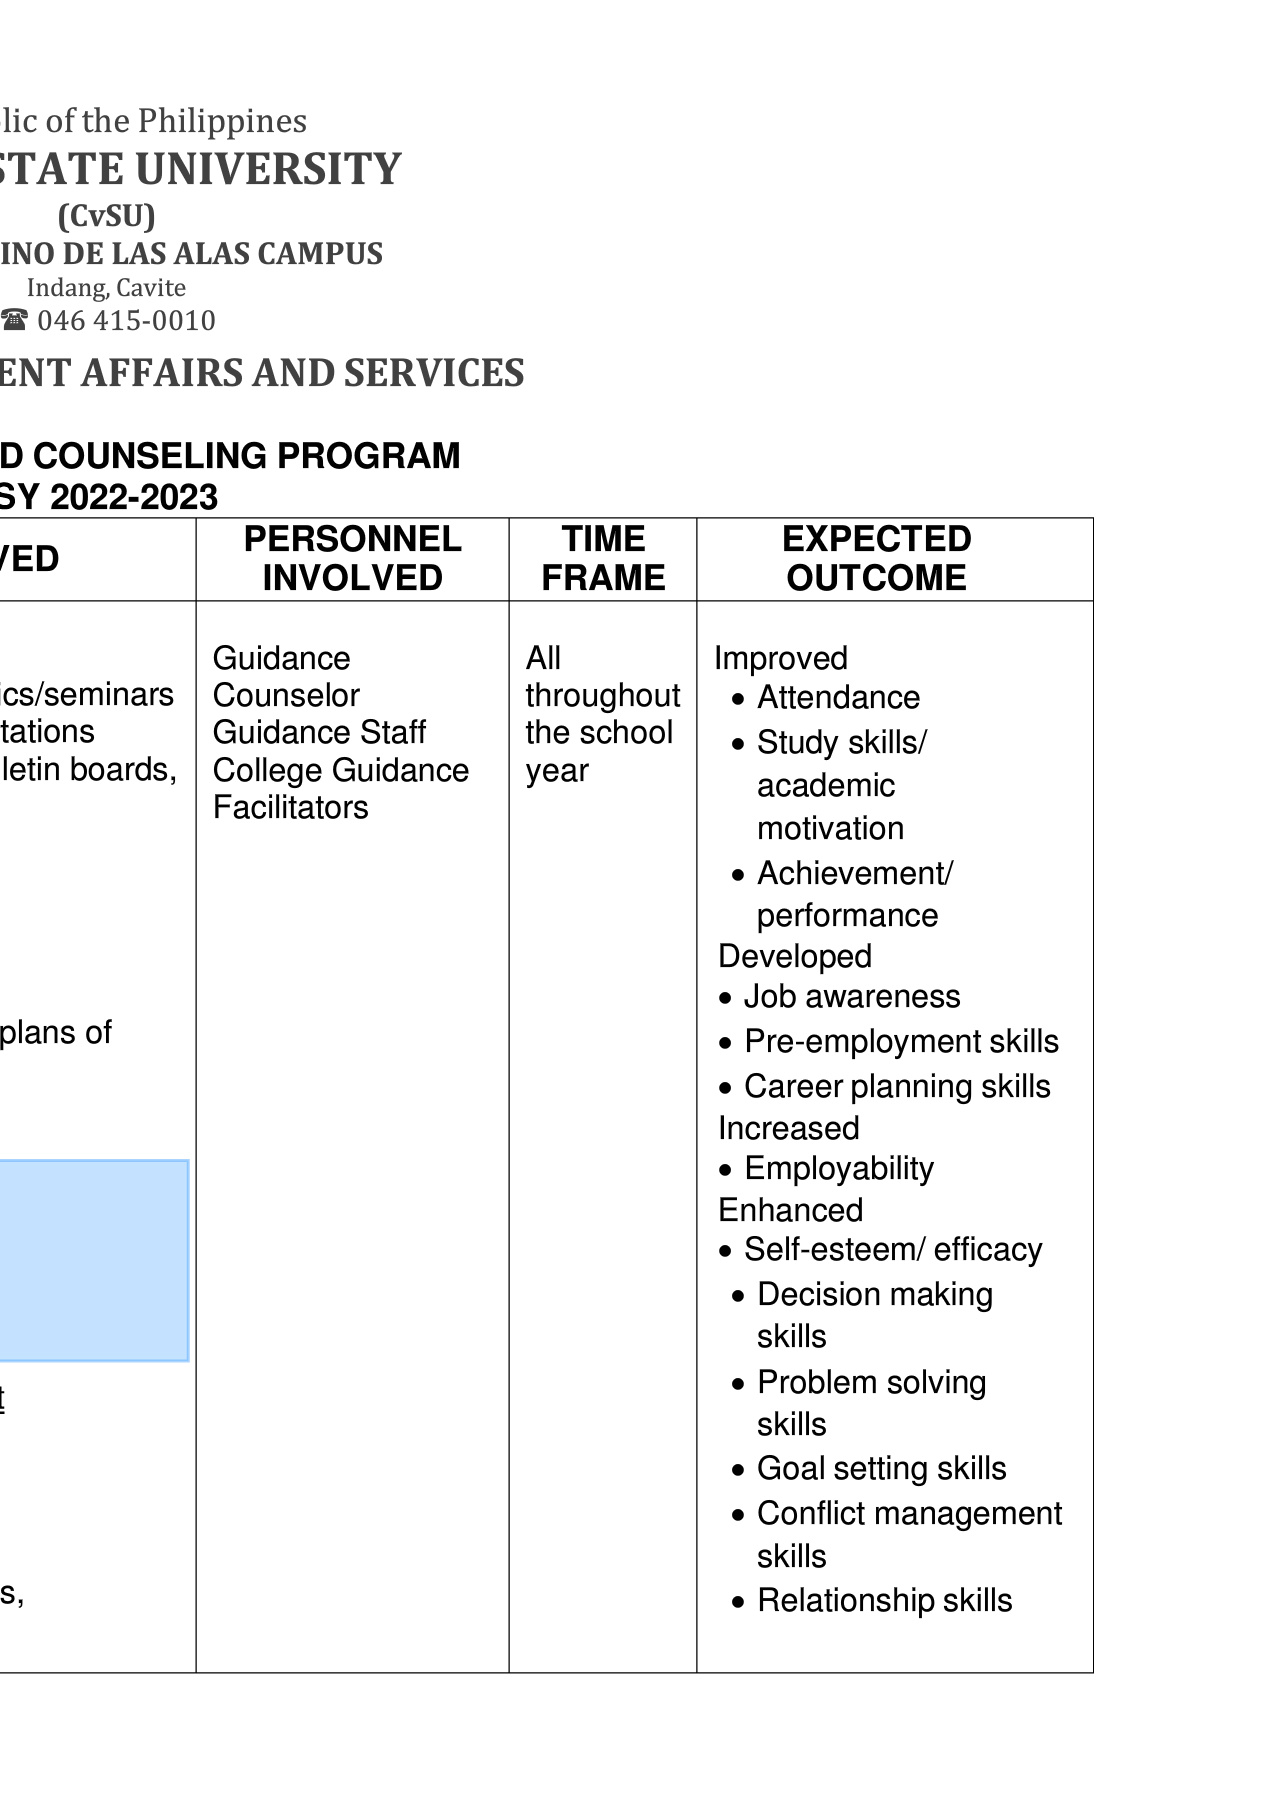 lic of the Philippines
STATE UNIVERSITY
(CvSU)
INO DE LAS ALAS CAMPUS
Indang, Cavite
☎ 046 415-0010
ENT AFFAIRS AND SERVICES
D COUNSELING PROGRAM
SY 2022-2023
VED
PERSONNEL
INVOLVED
TIME
FRAME
EXPECTED
OUTCOME
ics/seminars
tations
letin boards,
plans of
t
s,
Guidance
Counselor
Guidance Staff
College Guidance
Facilitators
All
throughout
the school
year
Improved
• Attendance
• Study skills/
academic
motivation
• Achievement/
performance
Developed
• Job awareness
• Pre-employment skills
• Career planning skills
Increased
• Employability
Enhanced
• Self-esteem/ efficacy
• Decision making
skills
• Problem solving
skills
• Goal setting skills
• Conflict management
skills
• Relationship skills